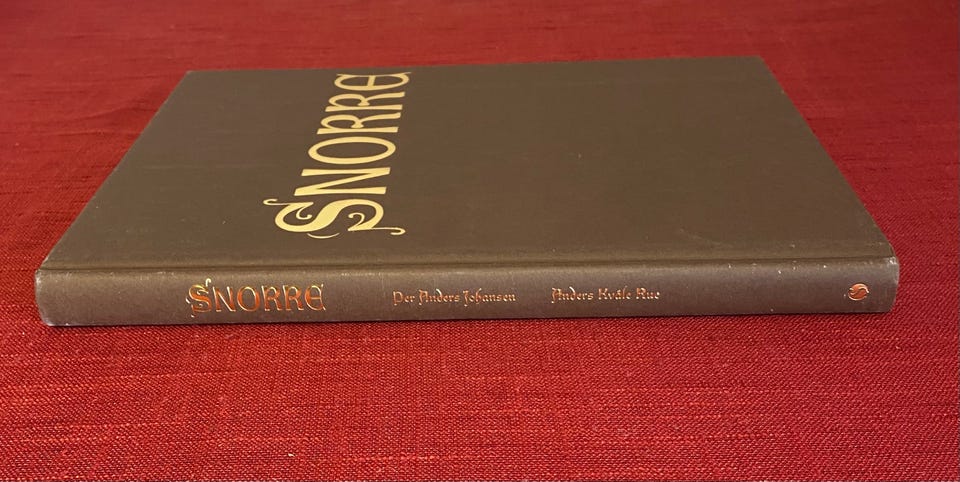 SNORRE
SNORRE Per Anders Johansen Anders Kvåle Rue